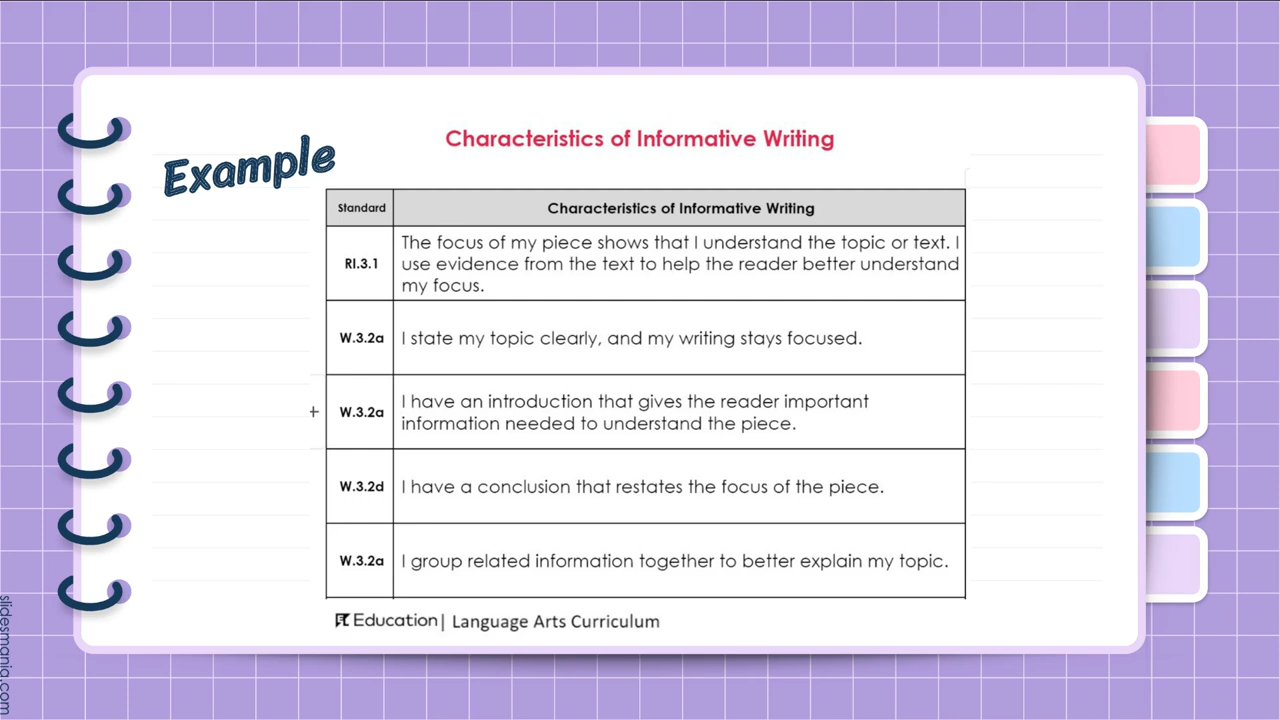 Example
Characteristics of Informative Writing
Standard
Characteristics of Informative Writing
RI.3.1
The focus of my piece shows that I understand the topic or text. I
use evidence from the text to help the reader better understand
my focus.
W.3.2a
I state my topic clearly, and my writing stays focused.
+
W.3.2a
I have an introduction that gives the reader important
information needed to understand the piece.
W.3.2d
I have a conclusion that restates the focus of the piece.
W.3.2a
I group related information together to better explain my topic.
Education | Language Arts Curriculum
slidesmania.com